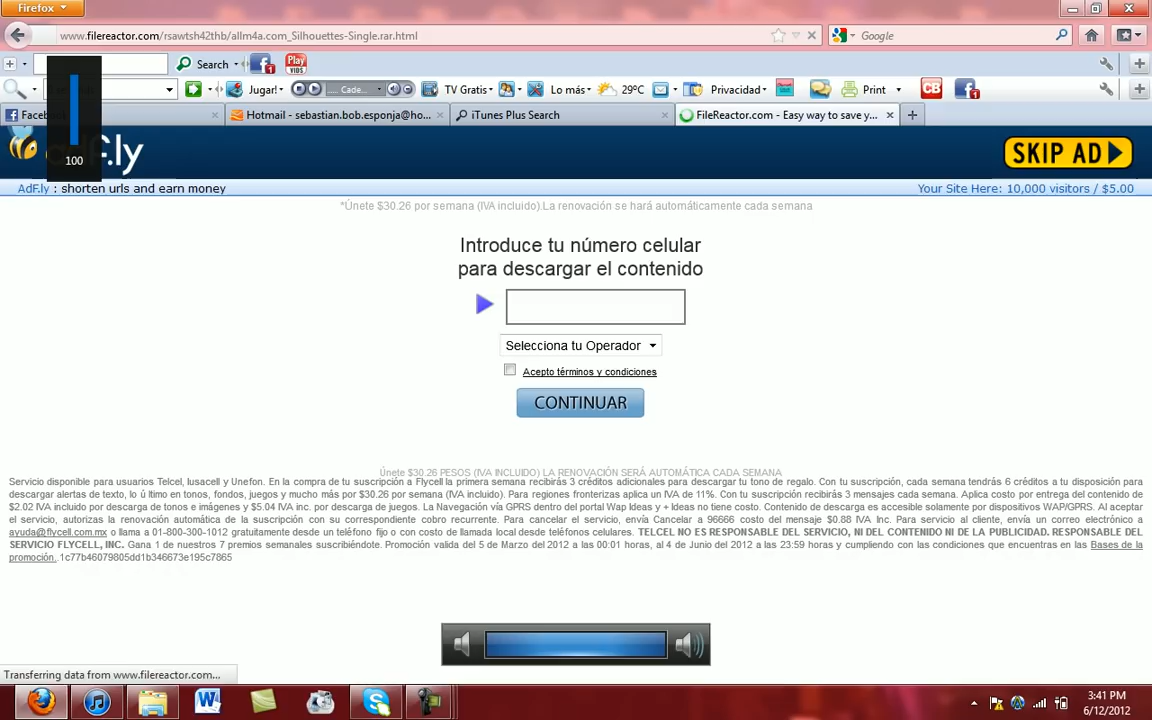 Firefox
www.filereactor.com/rsawtsh42thb/allm4a.com_Silhouettes-Single.rar.html
Google
Search
1
Play
VIDS
Jugar!
.... Cade...
TV Gratis
Lo más
29ºC
Privacidad
Print
CB
1
Facebo
Hotmail - sebastian.bob.esponja@ho...
iTunes Plus Search
FileReactor.com - Easy way to save y...
100
adf.ly
SKIP AD
AdF.ly : shorten urls and earn money
Your Site Here: 10,000 visitors / $5.00
*Únete $30.26 por semana (IVA incluido).La renovación se hará automáticamente cada semana
Introduce tu número celular
para descargar el contenido
Selecciona tu Operador
Acepto términos y condiciones
CONTINUAR
Únete $30.26 PESOS (IVA INCLUIDO) LA RENOVACIÓN SERÁ AUTOMÁTICA CADA SEMANA
Servicio disponible para usuarios Telcel, Iusacell y Unefon. En la compra de tu suscripción a Flycell la primera semana recibirás 3 créditos adicionales para descargar tu tono de regalo. Con tu suscripción, cada semana tendrás 6 créditos a tu disposición para
descargar alertas de texto, lo ú ltimo en tonos, fondos, juegos y mucho más por $30.26 por semana (IVA incluido). Para regiones fronterizas aplica un IVA de 11%. Con tu suscripción recibirás 3 mensajes cada semana. Aplica costo por entrega del contenido de
$2.02 IVA incluido por descarga de tonos e imágenes y $5.04 IVA inc. por descarga de juegos. La Navegación vía GPRS dentro del portal Wap Ideas y + Ideas no tiene costo. Contenido de descarga es accesible solamente por dispositivos WAP/GPRS. Al aceptar
el servicio, autorizas la renovación automática de la suscripción con su correspondiente cobro recurrente. Para cancelar el servicio, envía Cancelar a 96666 costo del mensaje $0.88 IVA Inc. Para servicio al cliente, envía un correo electrónico a
ayuda@flycell.com.mx o llama a 01-800-300-1012 gratuitamente desde un teléfono fijo o con costo de llamada local desde teléfonos celulares. TELCEL NO ES RESPONSABLE DEL SERVICIO, NI DEL CONTENIDO NI DE LA PUBLICIDAD. RESPONSABLE DEL
SERVICIO FLYCELL, INC. Gana 1 de nuestros 7 premios semanales suscribiéndote. Promoción valida del 5 de Marzo del 2012 a las 00:01 horas, al 4 de Junio del 2012 a las 23:59 horas y cumpliendo con las condiciones que encuentras en las Bases de la
promoción. 1c77b46079805dd1b346673e195c7865
Transferring data from www.filereactor.com...
3:41 PM
6/12/2012